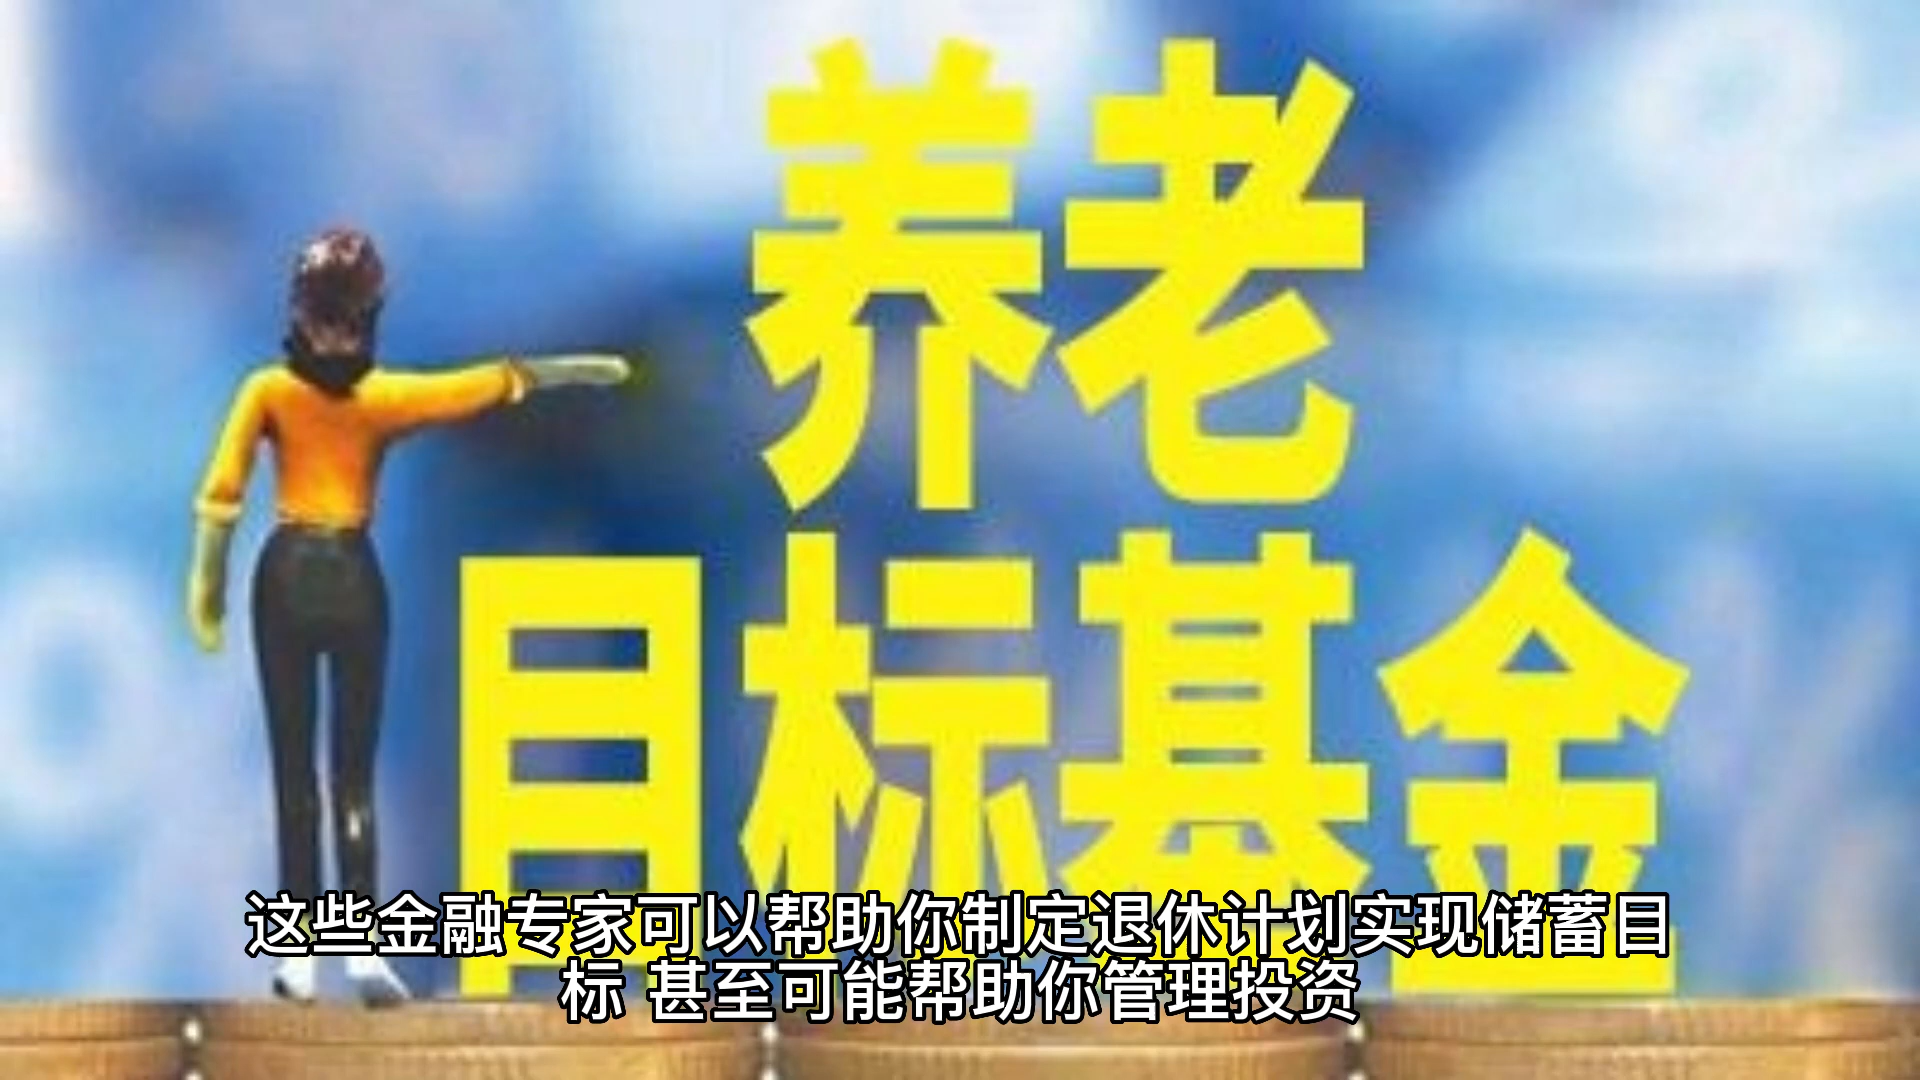 养老
目标基金
这些金融专家可以帮助你制定退休计划实现储蓄目
标 甚至可能帮助你管理投资